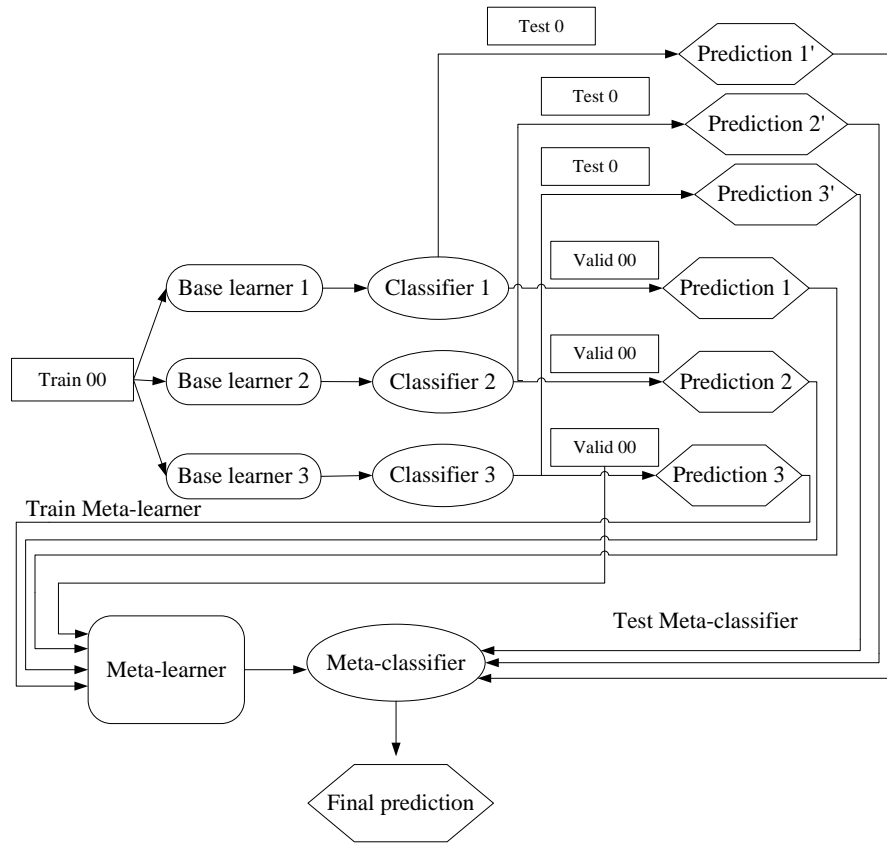 Test 0
Prediction 1'
Test 0
Prediction 2'
Test 0
Prediction 3'
Valid 00
Base learner 1
Classifier 1
Prediction 1
Valid 00
Train 00
Base learner 2
Classifier 2
Prediction 2
Valid 00
Base learner 3
Classifier 3
Prediction 3
Train Meta-learner
Test Meta-classifier
Meta-learner
Meta-classifier
Final prediction